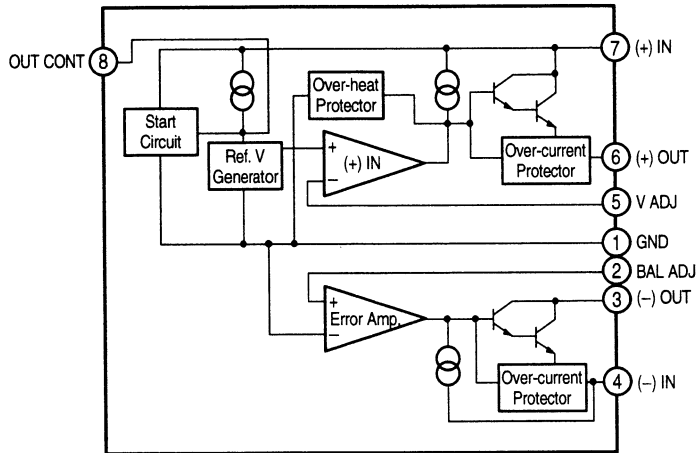 OUT CONT 8
7 (+) IN
Over-heat
Protector
Start
Circuit
Ref. V
Generator
+
(+) IN
−
Over-current
Protector
6 (+) OUT
5 V ADJ
1 GND
2 BAL ADJ
3 (−) OUT
+
Error Amp.
−
Over-current
Protector
4 (−) IN